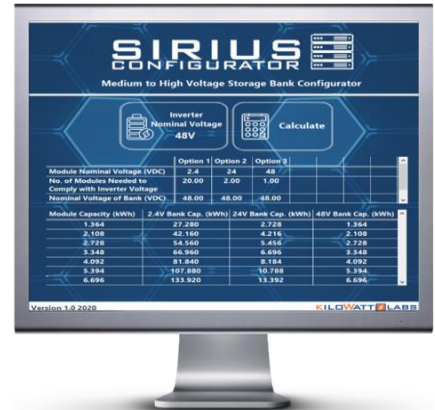 SIRIUS
CONFIGURATOR
Medium to High Voltage Storage Bank Configurator
Inverter
Nominal Voltage
48V
Calculate
Option 1 Option 2 Option 3
Module Nominal Voltage (VDC) 2.4 24 48
No. of Modules Needed to
Comply with Inverter Voltage 20.00 2.00 1.00
Nominal Voltage of Bank (VDC) 48.00 48.00 48.00
Module Capacity (kWh) 2.4V Bank Cap. (kWh) 24V Bank Cap. (kWh) 48V Bank Cap. (kWh)
1.364 27.280 2.728 1.364
2.108 42.160 4.216 2.108
2.728 54.560 5.456 2.728
3.348 66.960 6.696 3.348
4.092 81.840 8.184 4.092
5.394 107.880 10.788 5.394
6.696 133.920 13.392 6.696
Version 1.0 2020 KILOWATT LABS